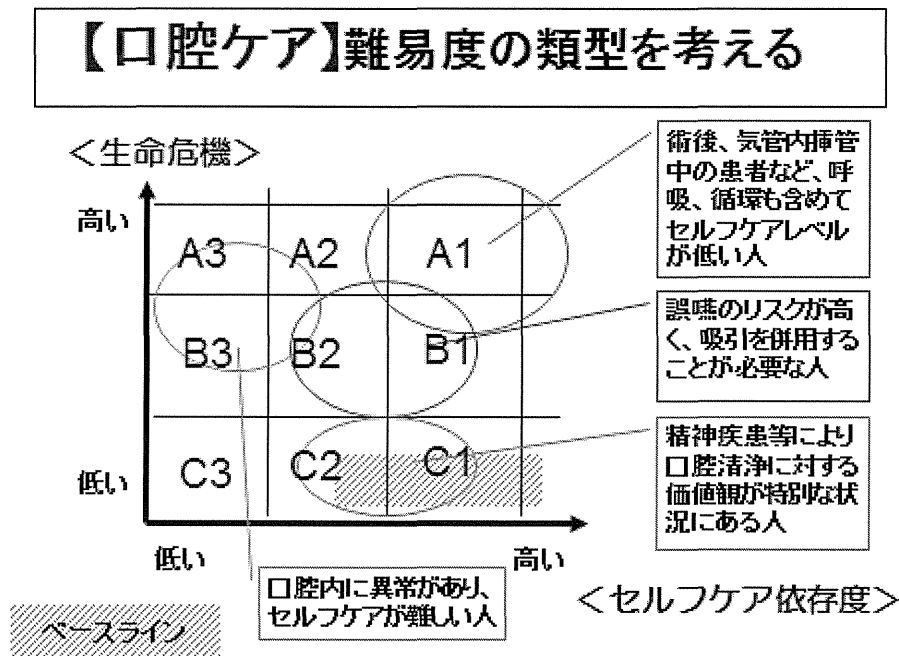 【口腔ケア】難易度の類型を考える
＜生命危機＞
高い
低い
A3 A2 A1
B3 B2 B1
C3 C2 C1
術後、気管内挿管
中の患者など、呼
吸、循環も含めて
セルフケアレベル
が低い人
誤嚥のリスクが高
く、吸引を併用する
ことが必要な人
精神疾患等により
口腔清浄に対する
価値観が特別な状
況にある人
低い
高い
口腔内に異常があり、
セルフケアが難しい人
＜セルフケア依存度＞
ベースライン